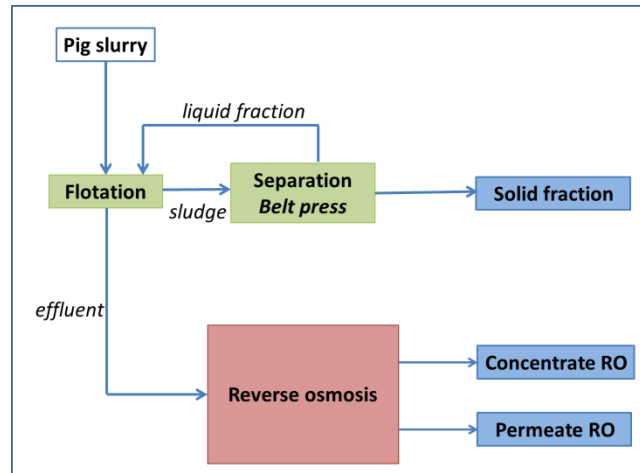 Pig slurry
liquid fraction
Flotation
sludge
Separation
Belt press
Solid fraction
effluent
Reverse osmosis
Concentrate RO
Permeate RO